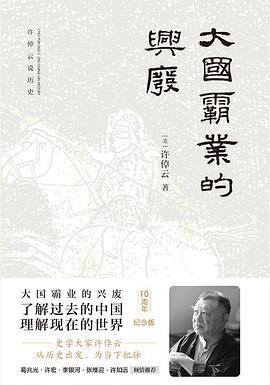 大國霸業的
興廢
许倬云说历史
[美] 许倬云 著
大国霸业的兴废
了解过去的中国
理解现在的世界
10周年
纪念版
史学大家许倬云
从历史出发，为当下把脉
葛兆光·许宏·李银河·张维迎·许知远 倾情推荐